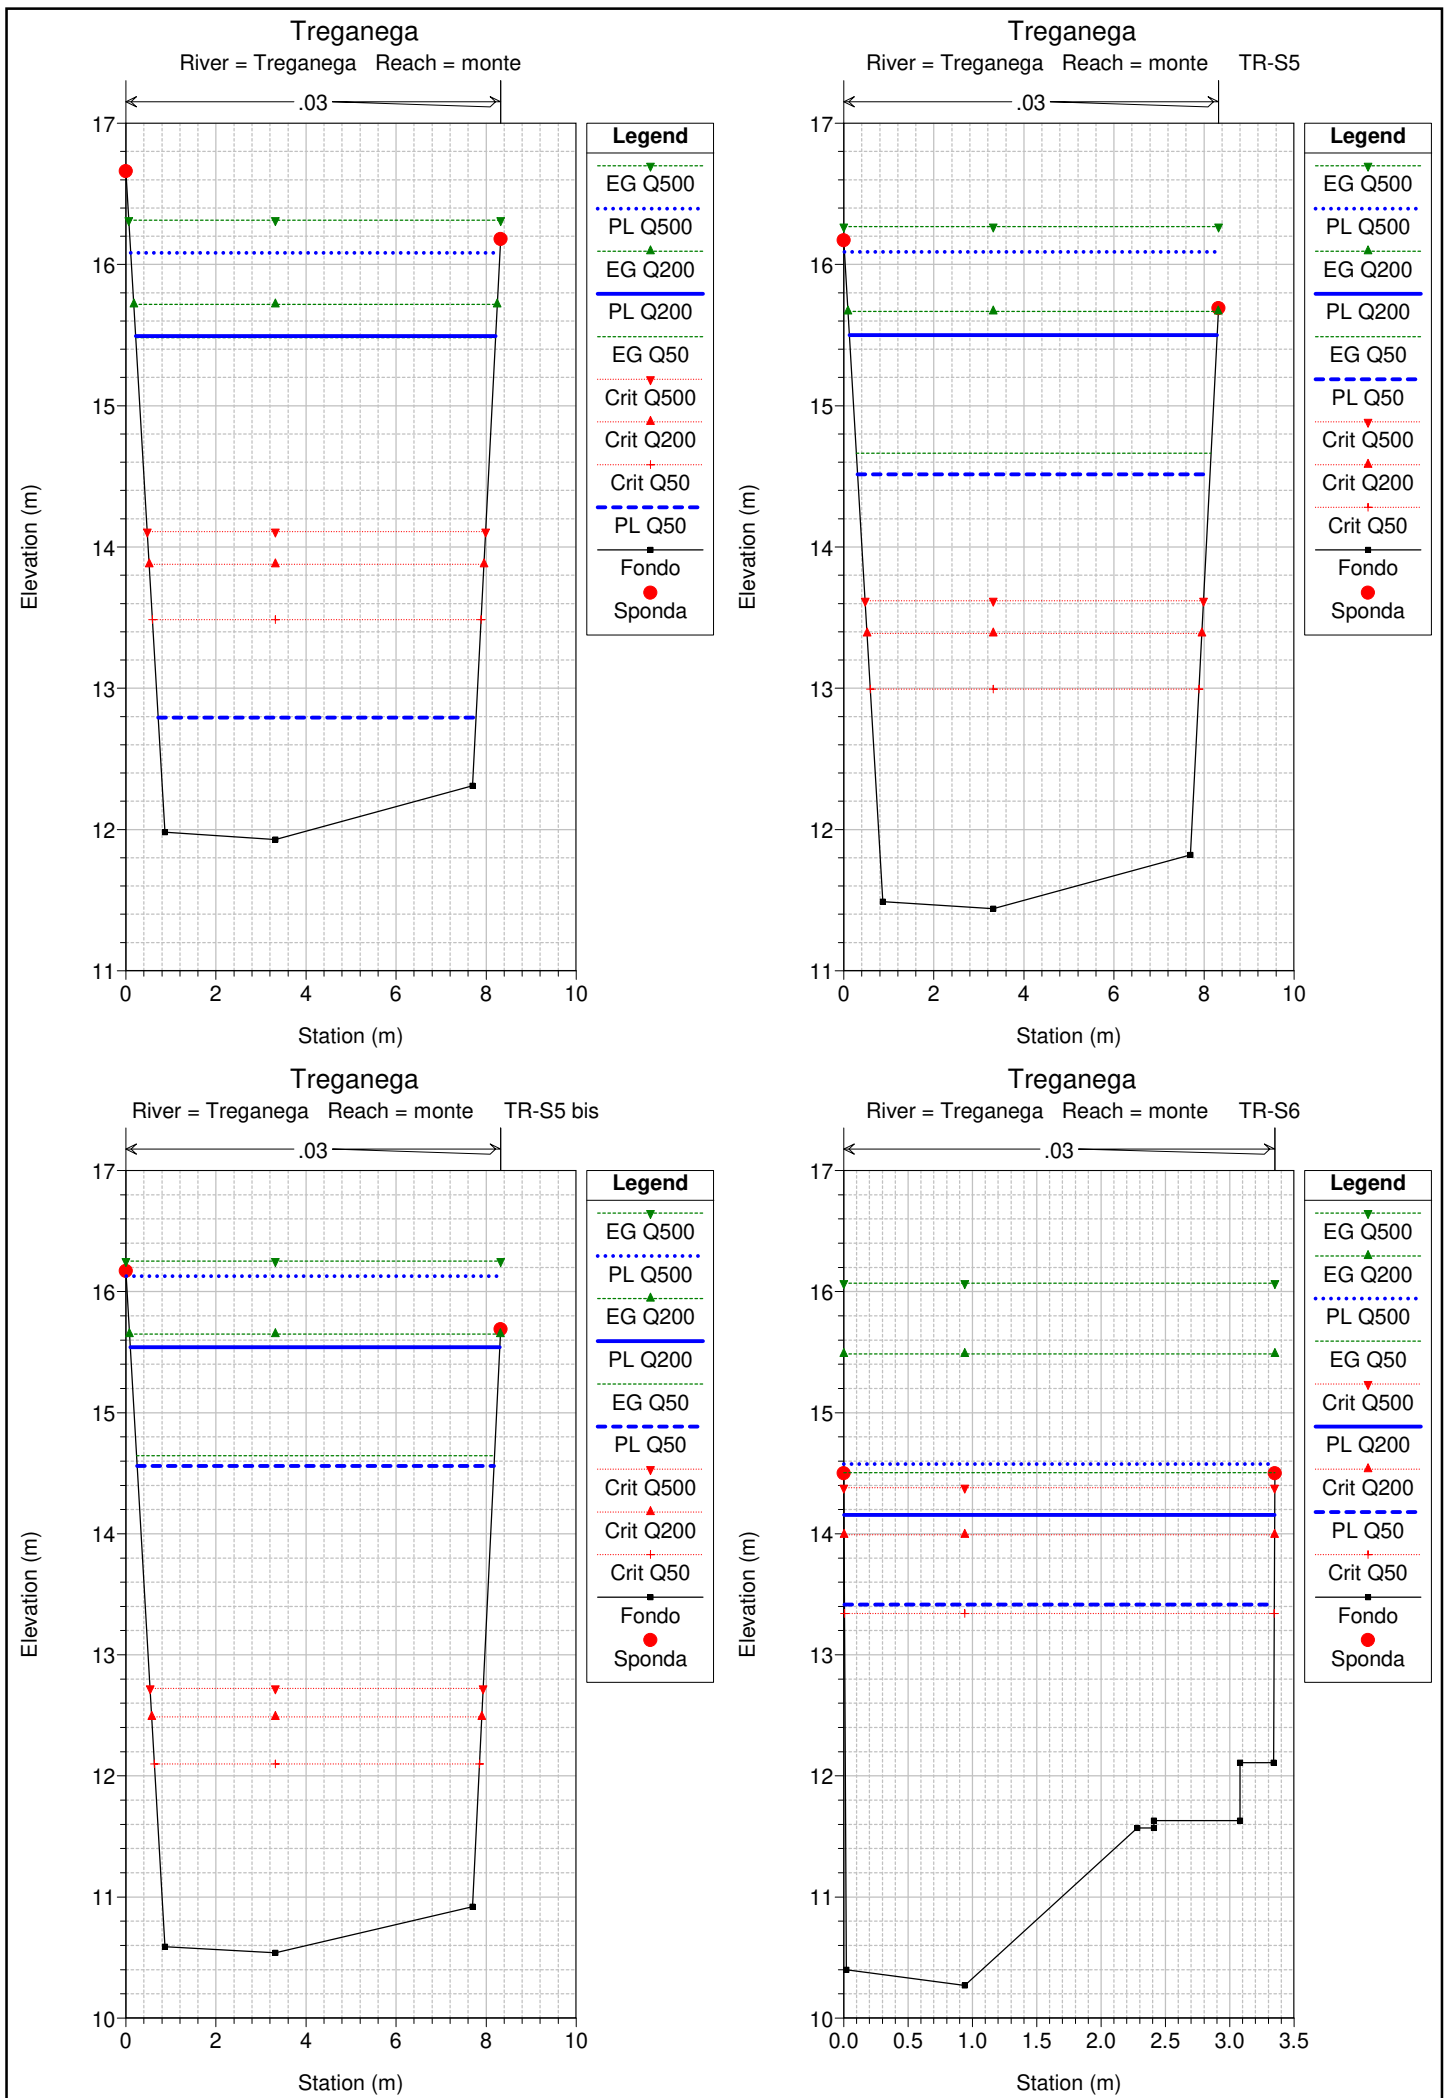 Treganega
River = Treganega Reach = monte
.03
17
16
15
14
13
12
11
0 2 4 6 8 10
Elevation (m)
Station (m)
Legend
EG Q500
PL Q500
EG Q200
PL Q200
EG Q50
Crit Q500
Crit Q200
Crit Q50
PL Q50
Fondo
Sponda
Treganega
River = Treganega Reach = monte TR-S5
.03
17
16
15
14
13
12
11
0 2 4 6 8 10
Elevation (m)
Station (m)
Legend
EG Q500
PL Q500
EG Q200
PL Q200
EG Q50
PL Q50
Crit Q500
Crit Q200
Crit Q50
Fondo
Sponda
Treganega
River = Treganega Reach = monte TR-S5 bis
.03
17
16
15
14
13
12
11
10
0 2 4 6 8 10
Elevation (m)
Station (m)
Legend
EG Q500
PL Q500
EG Q200
PL Q200
EG Q50
PL Q50
Crit Q500
Crit Q200
Crit Q50
Fondo
Sponda
Treganega
River = Treganega Reach = monte TR-S6
.03
17
16
15
14
13
12
11
10
0.0 0.5 1.0 1.5 2.0 2.5 3.0 3.5
Elevation (m)
Station (m)
Legend
EG Q500
EG Q200
PL Q500
EG Q50
Crit Q500
PL Q200
Crit Q200
PL Q50
Crit Q50
Fondo
Sponda